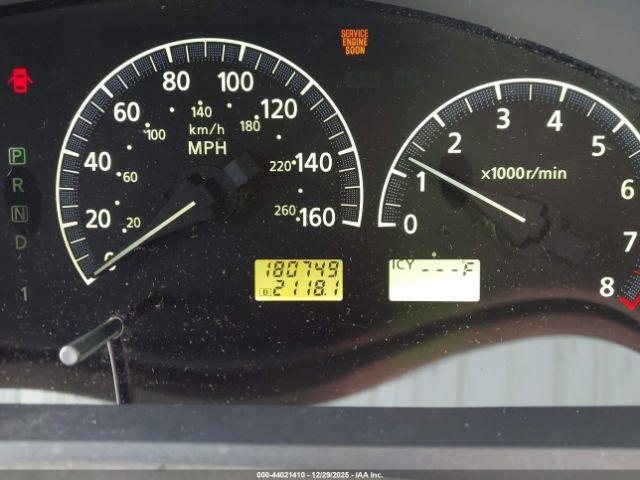 SERVICE
ENGINE
SOON
0
20
40
60
80
100
120
140
160
20
60
100
140
180
220
260
km/h
MPH
P
R
N
D
1
180749
B 2118.1
0
1
2
3
4
5
6
7
8
x1000r/min
ICY ---F
000-44021410 | 12/29/2025 | IAA Inc.